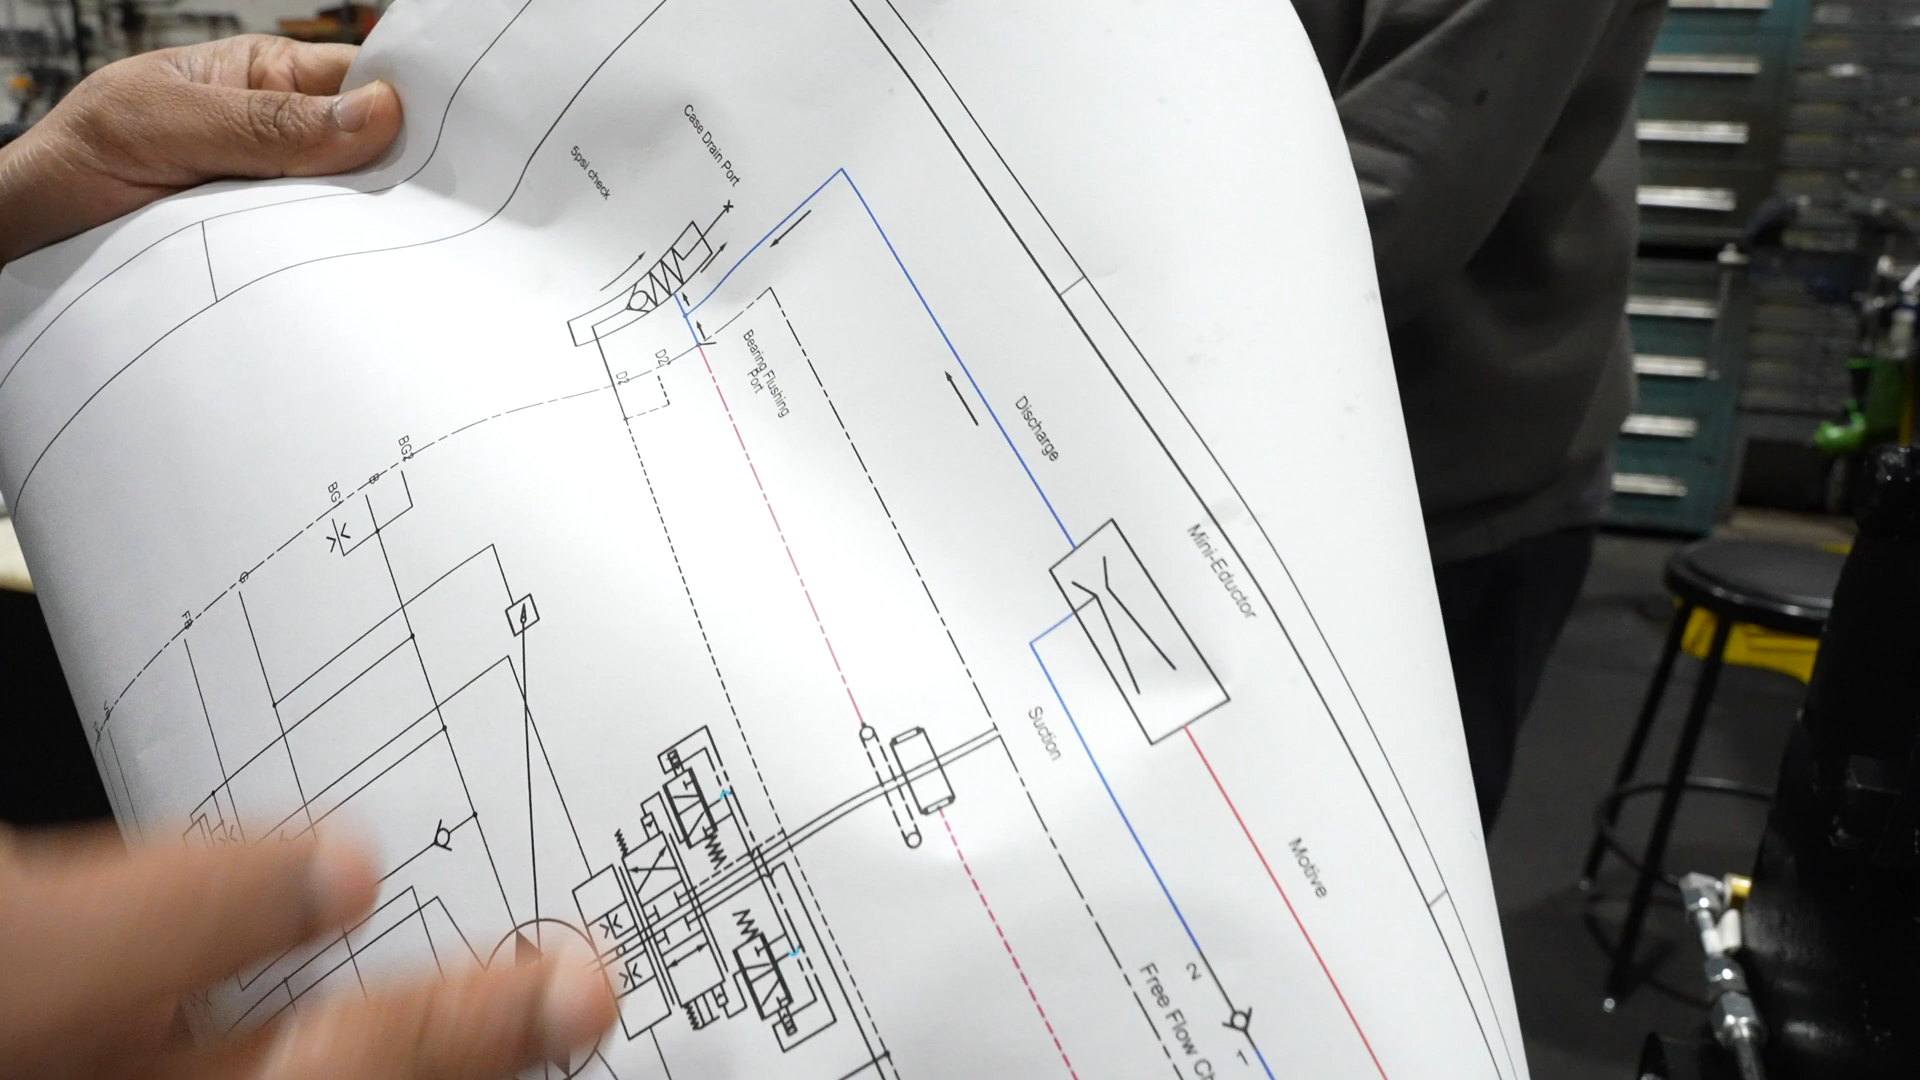 Case Drain Port
5psi check
Bearing Flushing
Port
D2
D2
BG2
BG1
Discharge
Mini-Eductor
Suction
Motive
2
1
Free Flow Ch